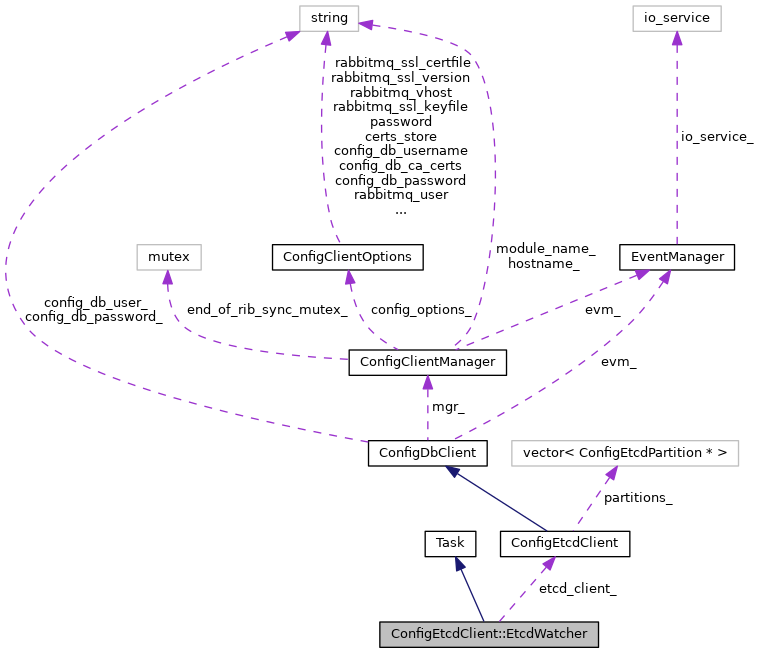 string
io_service
rabbitmq_ssl_certfile
rabbitmq_ssl_version
rabbitmq_vhost
rabbitmq_ssl_keyfile
password
certs_store
config_db_username
config_db_ca_certs
config_db_password
rabbitmq_user
...
io_service_
mutex
ConfigClientOptions
module_name_
hostname_
EventManager
config_db_user_
config_db_password_
end_of_rib_sync_mutex_
config_options_
evm_
ConfigClientManager
evm_
mgr_
ConfigDbClient
vector< ConfigEtcdPartition * >
partitions_
Task
ConfigEtcdClient
etcd_client_
ConfigEtcdClient::EtcdWatcher